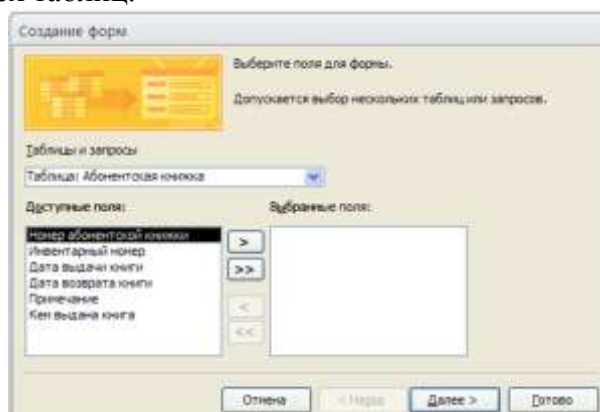 таблиц.
Создание форм
Выберите поля для формы.
Допускается выбор нескольких таблиц или запросов.
Таблицы и запросы
Таблица: Абонентская книжка
Доступные поля:
Выбранные поля:
Номер абонентской книжки
Инвентарный номер
Дата выдачи книги
Дата возврата книги
Примечание
Кем выдана книга
>
>>
<
<<
Отмена
< Назад
Далее >
Готово